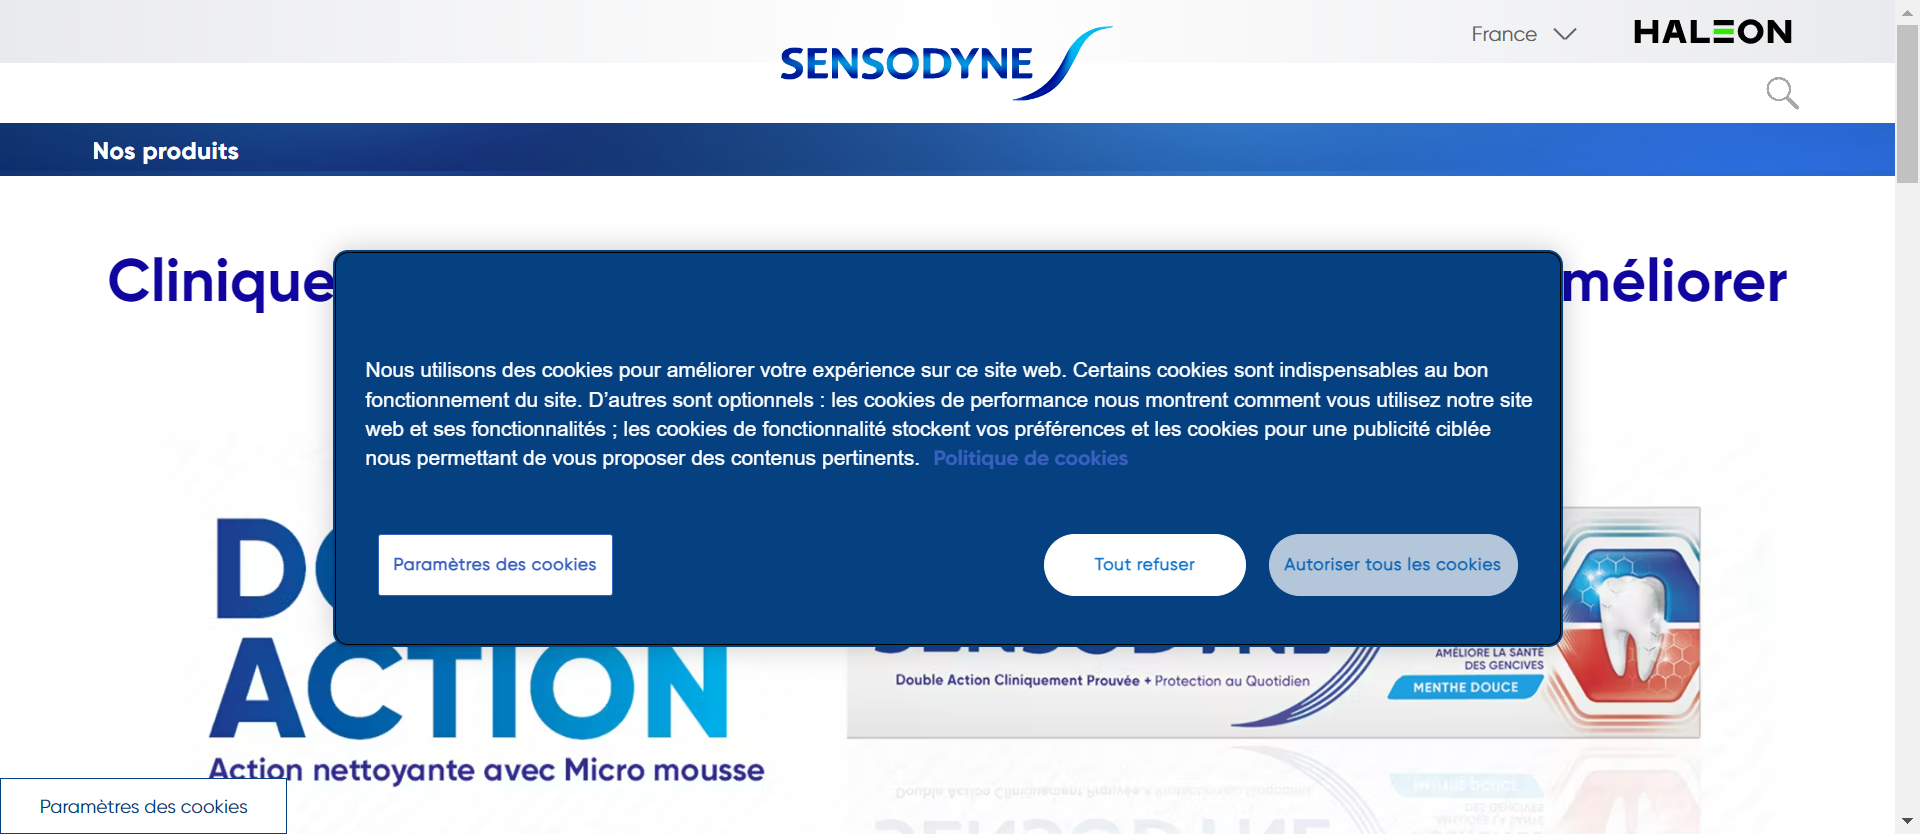 France
HALEON
SENSODYNE
Nos produits
Clinique
méliorer
Nous utilisons des cookies pour améliorer votre expérience sur ce site web. Certains cookies sont indispensables au bon
fonctionnement du site. D’autres sont optionnels : les cookies de performance nous montrent comment vous utilisez notre site
web et ses fonctionnalités ; les cookies de fonctionnalité stockent vos préférences et les cookies pour une publicité ciblée
nous permettant de vous proposer des contenus pertinents. Politique de cookies
Paramètres des cookies
Tout refuser
Autoriser tous les cookies
ACTION
Action nettoyante avec Micro mousse
SENSODYNE
Double Action Cliniquement Prouvée + Protection au Quotidien
AMÉLIORE LA SANTÉ
DES GENCIVES
MENTHE DOUCE
Paramètres des cookies